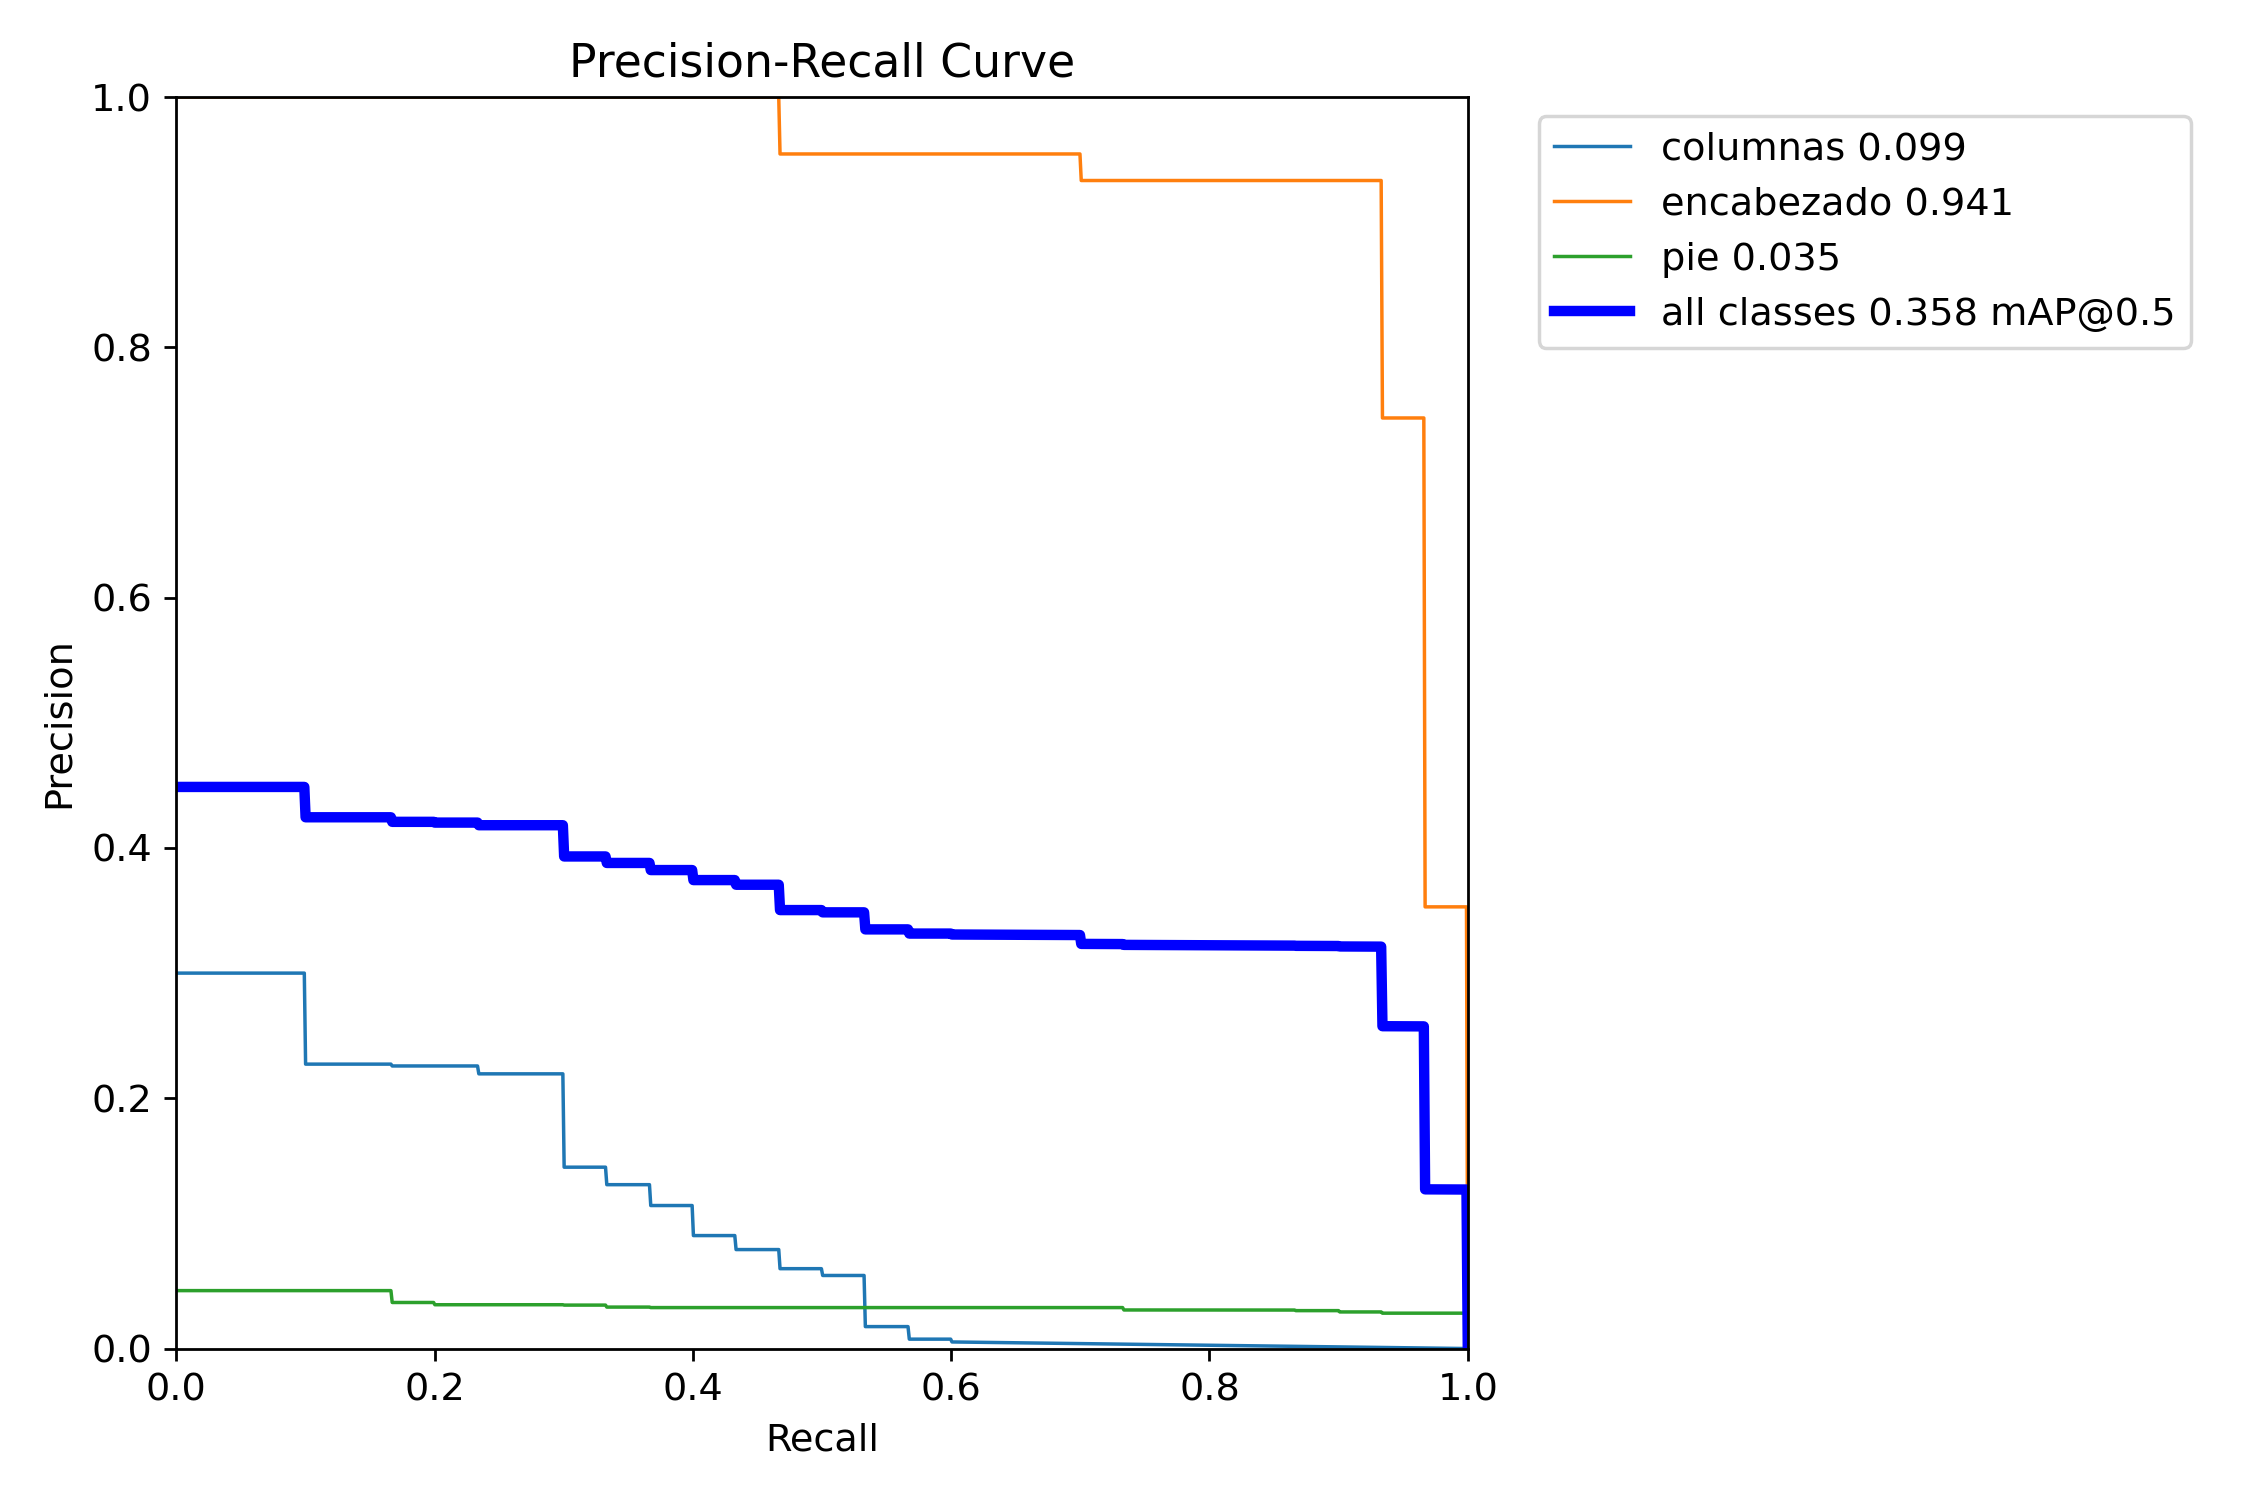 Precision-Recall Curve
columnas 0.099
encabezado 0.941
pie 0.035
all classes 0.358 mAP@0.5
Precision
1.0
0.8
0.6
0.4
0.2
0.0
0.0 0.2 0.4 0.6 0.8 1.0
Recall